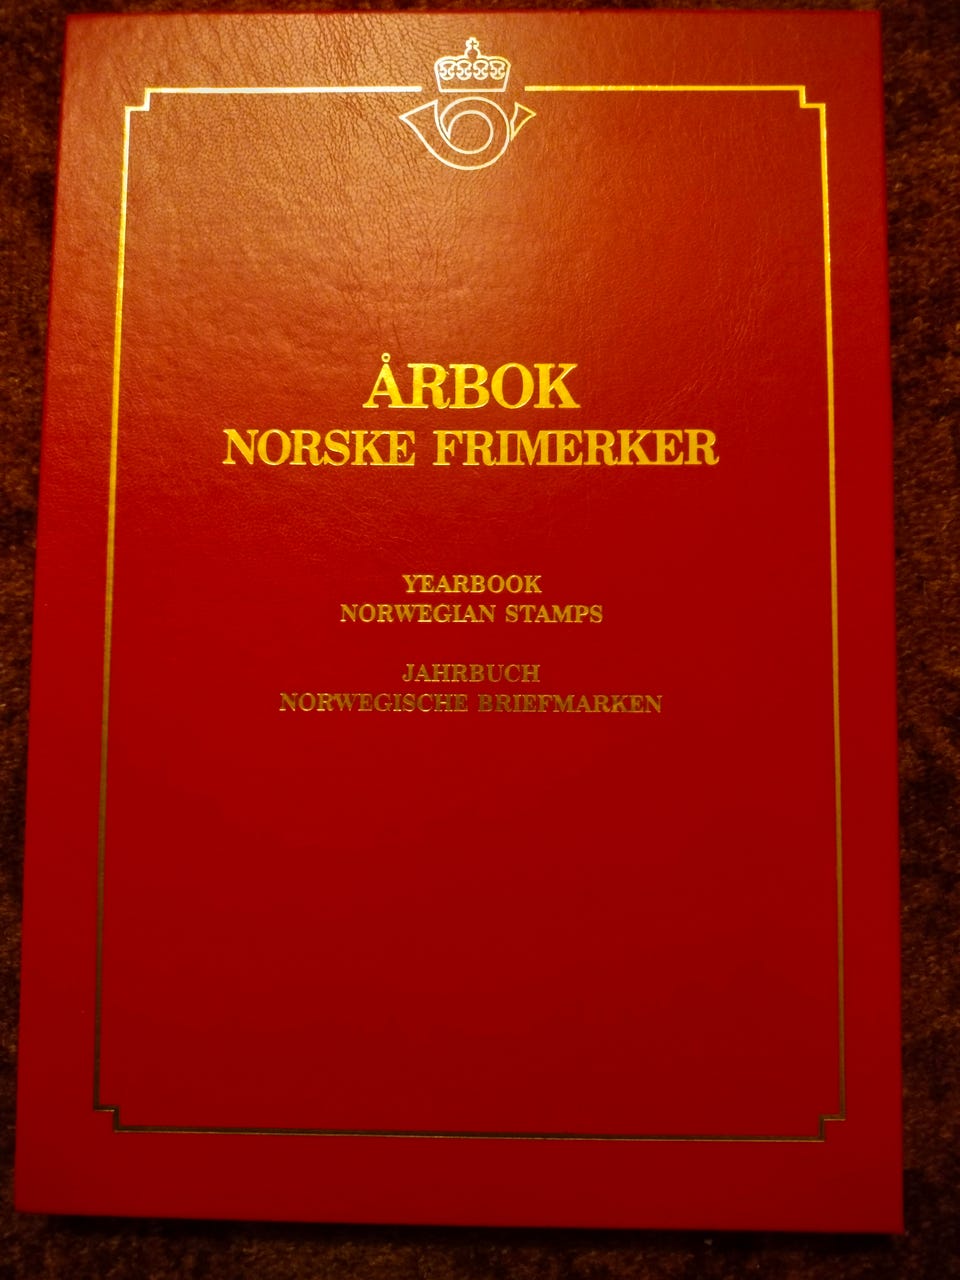 ÅRBOK
NORSKE FRIMERKER
YEARBOOK
NORWEGIAN STAMPS
JAHRBUCH
NORWEGISCHE BRIEFMARKEN